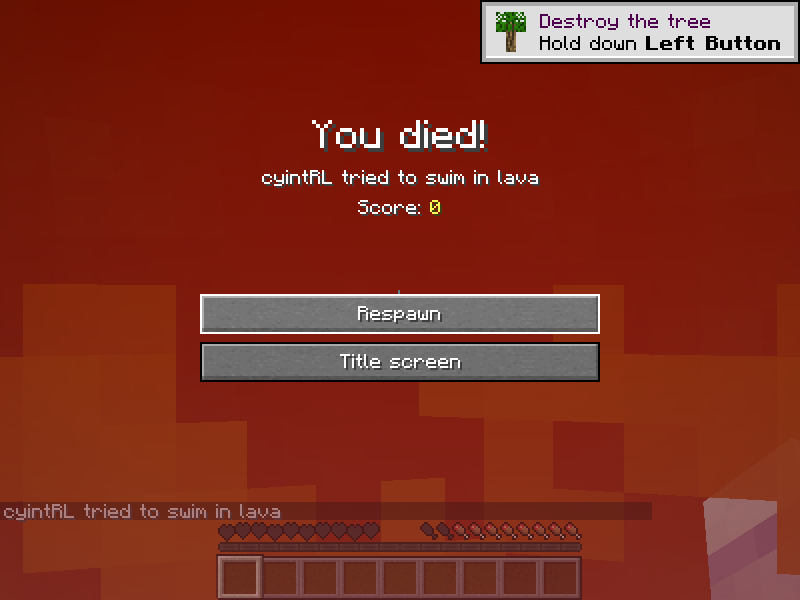 Destroy the tree
Hold down Left Button
You died!
cyintRL tried to swim in lava
Score: 0
Respawn
Title screen
cyintRL tried to swim in lava